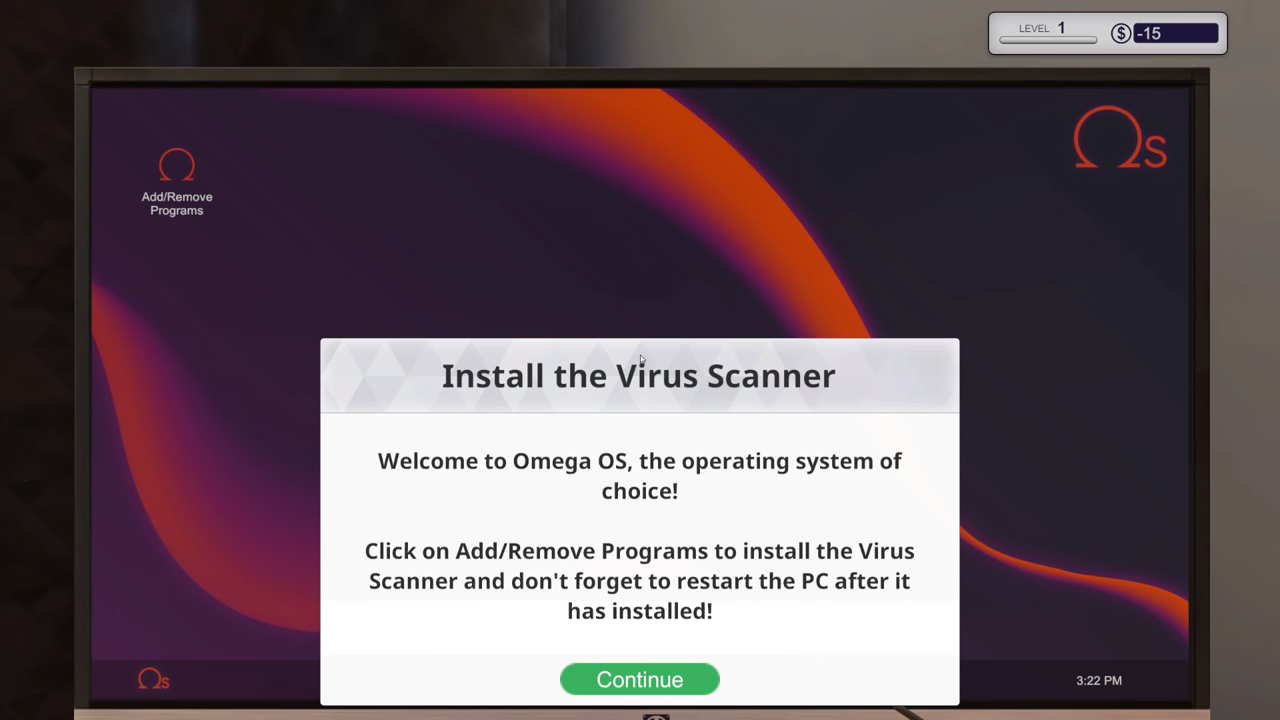 LEVEL 1
$ -15
Ωs
Add/Remove
Programs
Install the Virus Scanner
Welcome to Omega OS, the operating system of
choice!
Click on Add/Remove Programs to install the Virus
Scanner and don't forget to restart the PC after it
has installed!
Continue
Ωs
3:22 PM